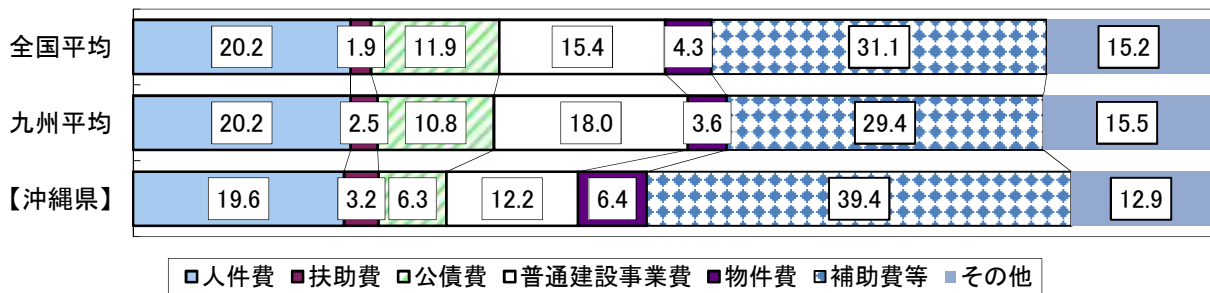 全国平均 20.2 1.9 11.9 15.4 4.3 31.1 15.2
九州平均 20.2 2.5 10.8 18.0 3.6 29.4 15.5
【沖縄県】 19.6 3.2 6.3 12.2 6.4 39.4 12.9
人件費 扶助費 公債費 普通建設事業費 物件費 補助費等 その他